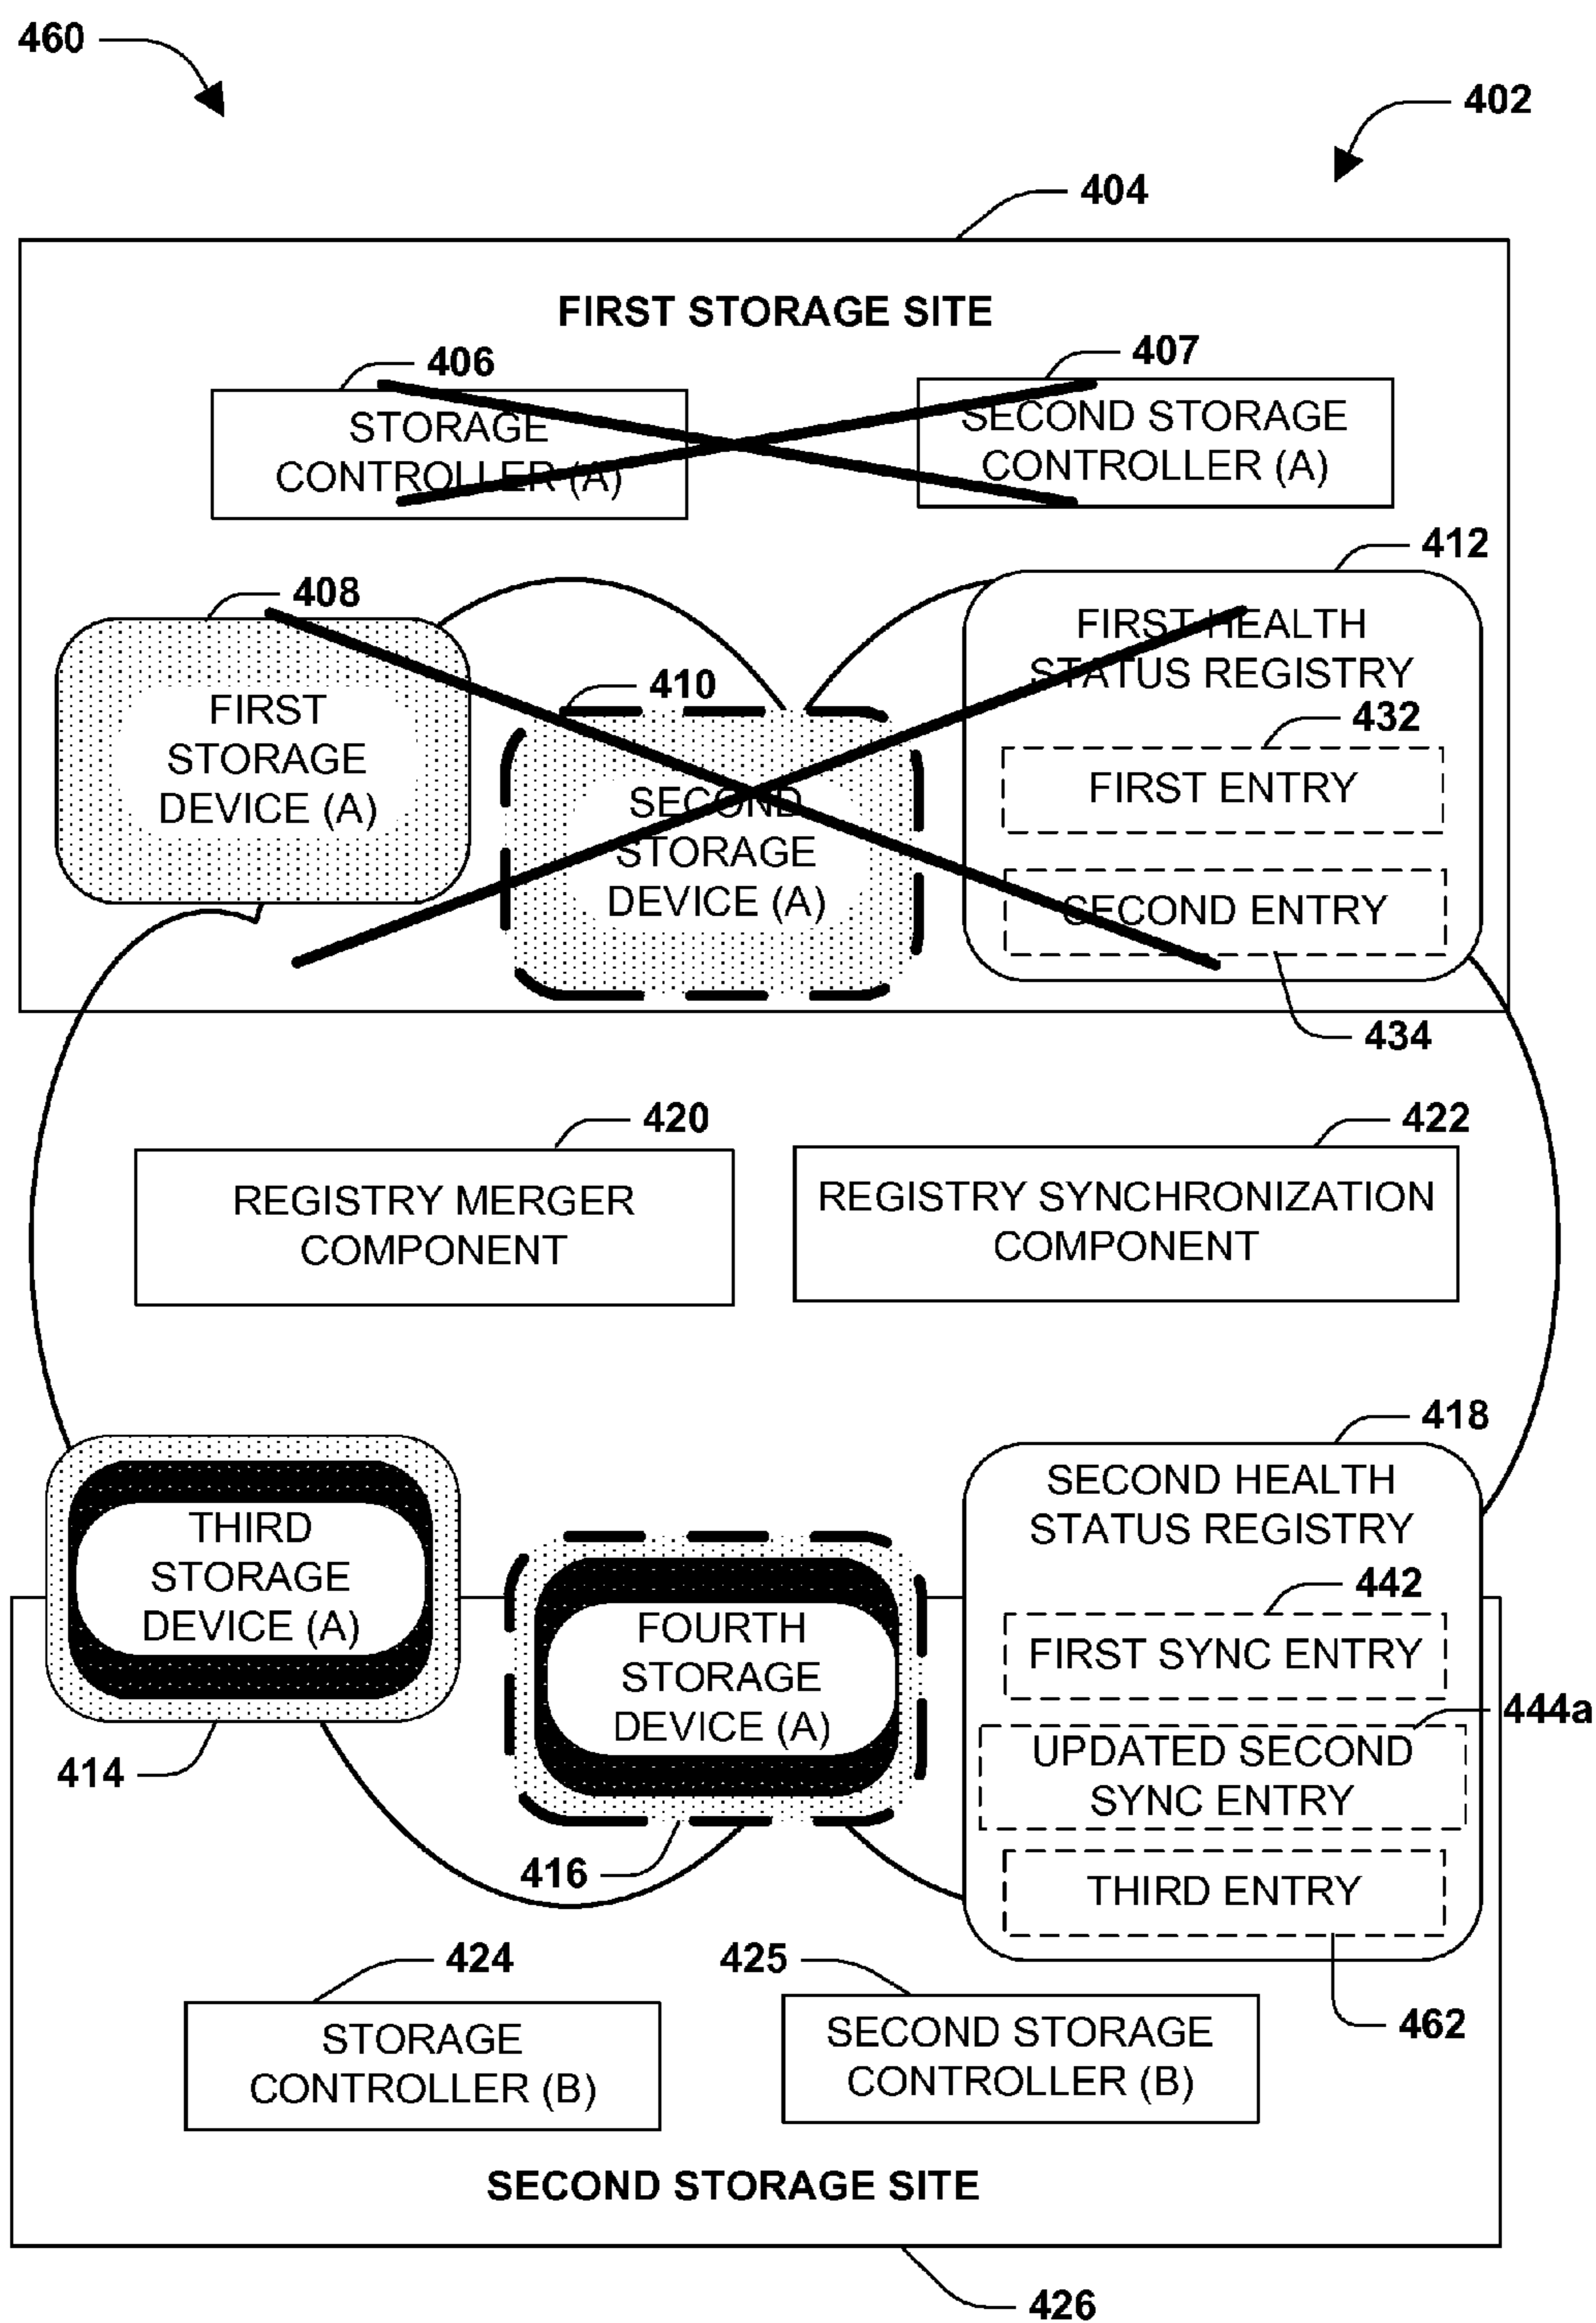 460
402
404
FIRST STORAGE SITE
406
407
STORAGE
CONTROLLER (A)
SECOND STORAGE
CONTROLLER (A)
408
412
FIRST
STORAGE
DEVICE (A)
410
SECOND
STORAGE
DEVICE (A)
FIRST HEALTH
STATUS REGISTRY
432
FIRST ENTRY
SECOND ENTRY
434
420
422
REGISTRY MERGER
COMPONENT
REGISTRY SYNCHRONIZATION
COMPONENT
418
THIRD
STORAGE
DEVICE (A)
414
FOURTH
STORAGE
DEVICE (A)
416
SECOND HEALTH
STATUS REGISTRY
442
FIRST SYNC ENTRY
444a
UPDATED SECOND
SYNC ENTRY
THIRD ENTRY
462
424
425
STORAGE
CONTROLLER (B)
SECOND STORAGE
CONTROLLER (B)
SECOND STORAGE SITE
426